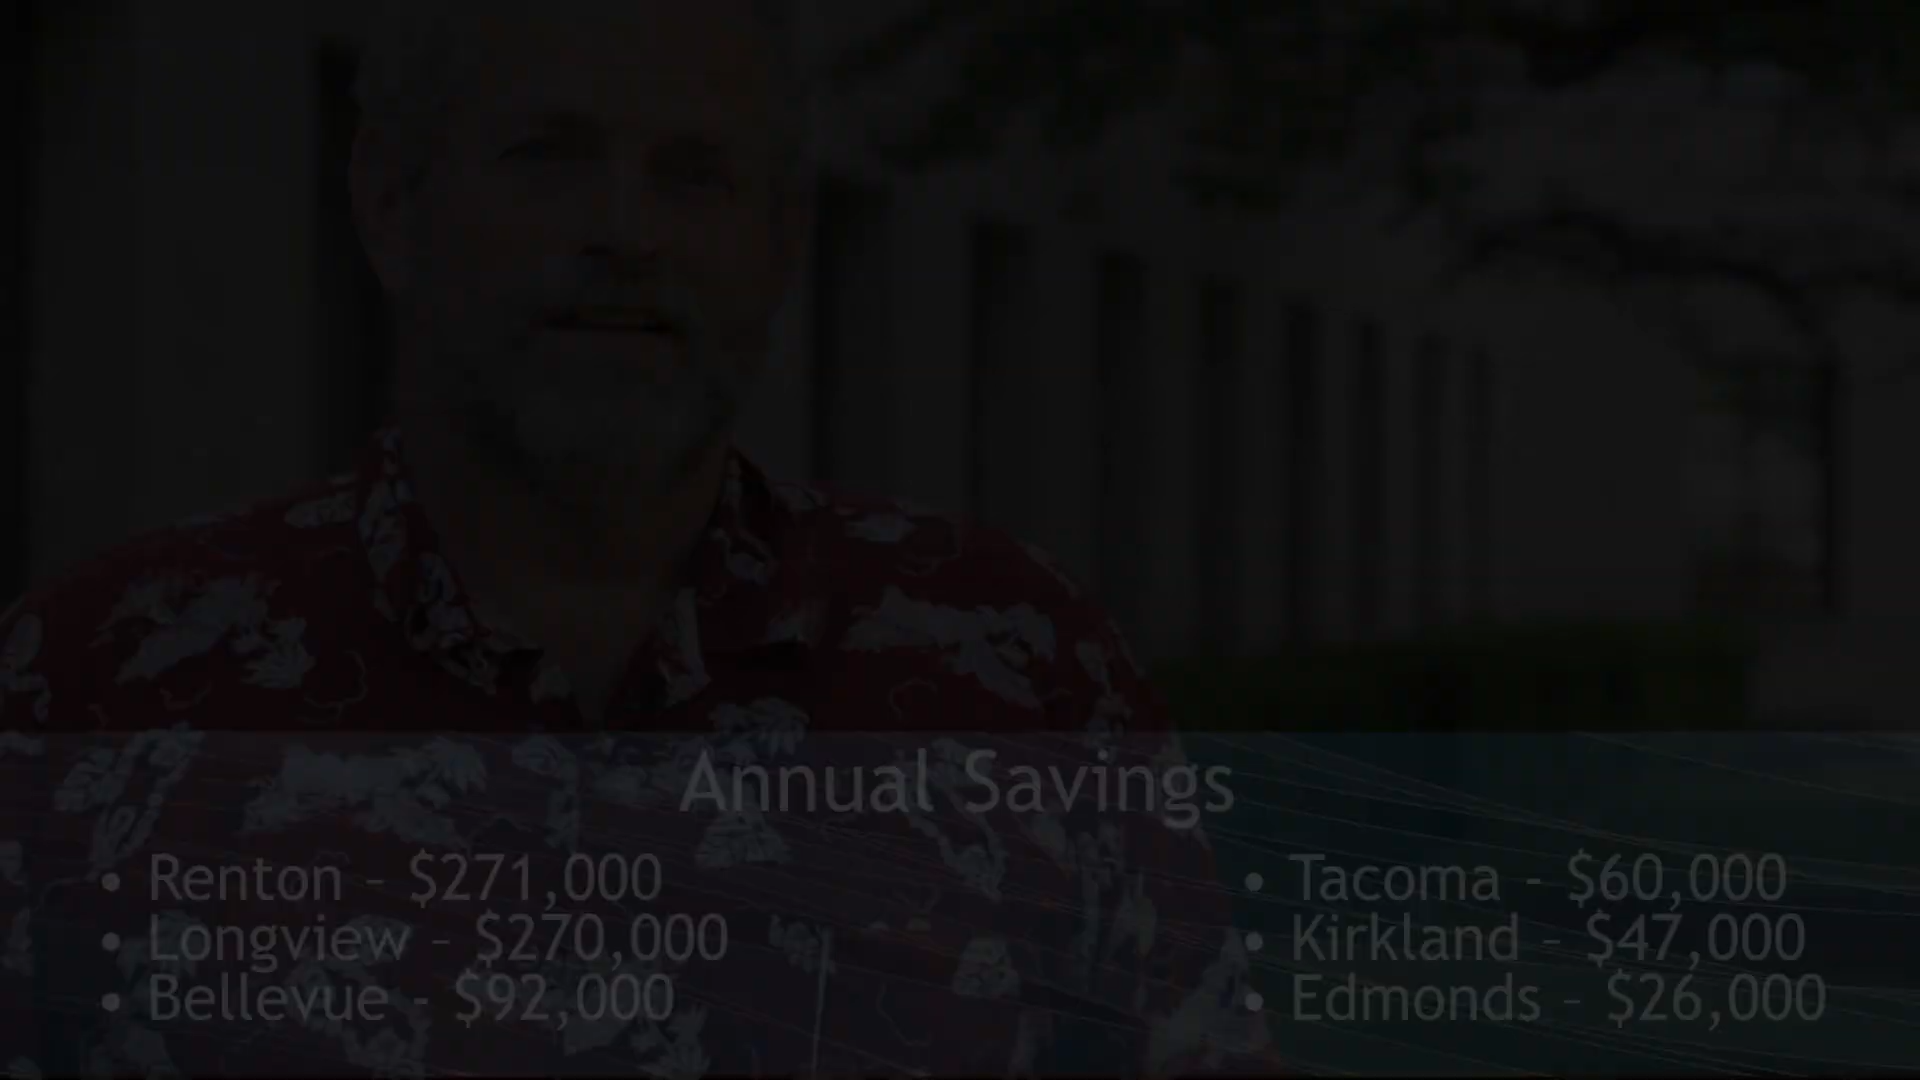 Annual Savings
• Renton - $271,000
• Longview - $270,000
• Bellevue - $92,000
• Tacoma - $60,000
• Kirkland - $47,000
• Edmonds - $26,000